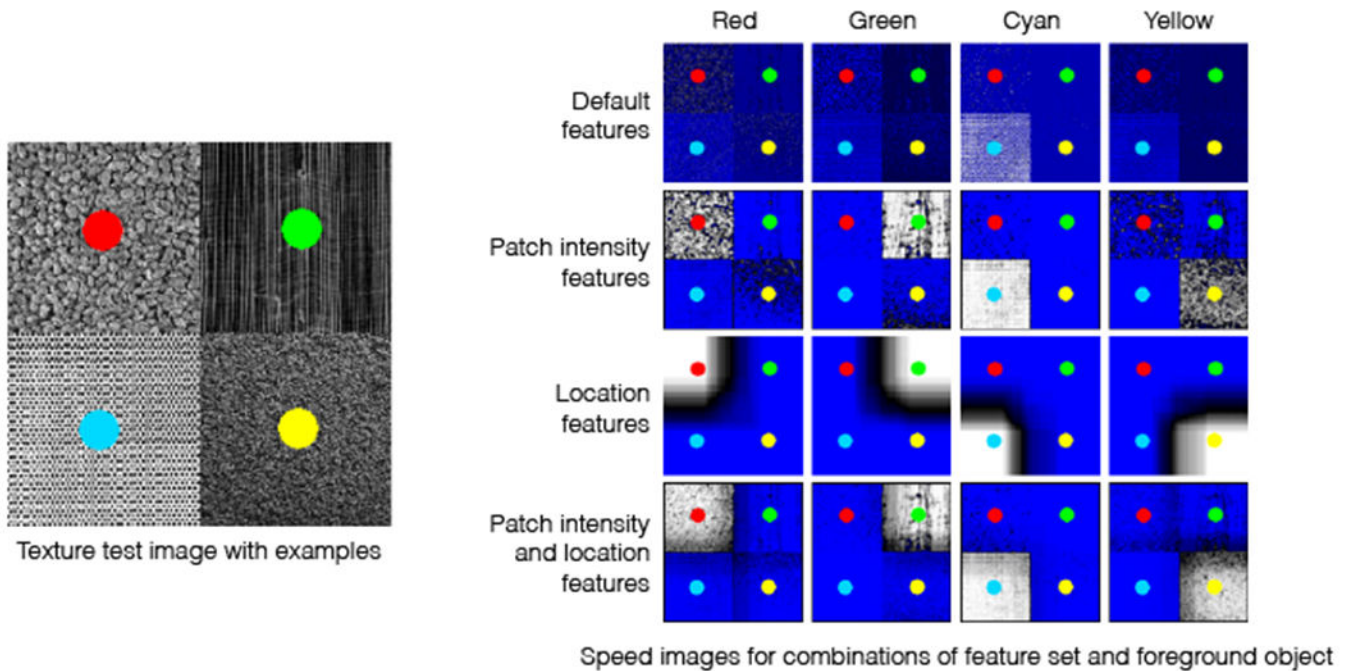 Red Green Cyan Yellow
Default
features
Patch intensity
features
Location
features
Patch intensity
and location
features
Texture test image with examples
Speed images for combinations of feature set and foreground object